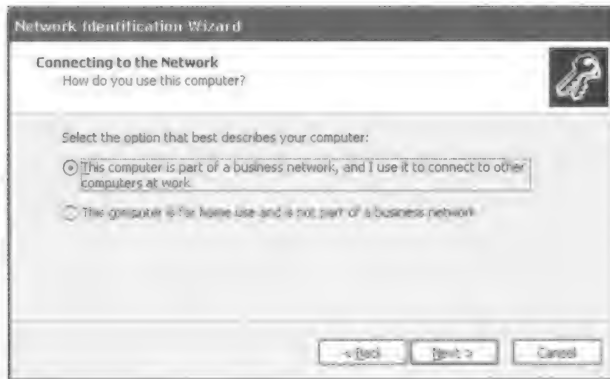 Network Identification Wizard
Connecting to the Network
How do you use this computer?
Select the option that best describes your computer:
This computer is part of a business network, and I use it to connect to other
computers at work.
This computer is for home use and is not part of a business network.
< Back
Next >
Cancel